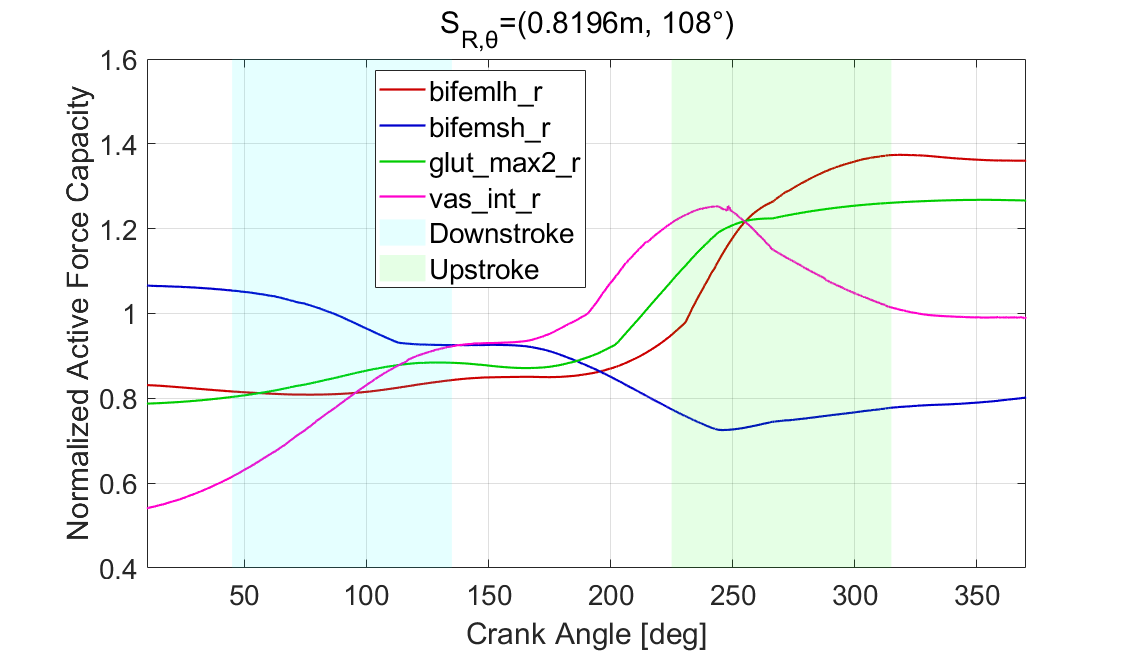 S_R,θ=(0.8196m, 108°)
1.6
1.4
1.2
1
0.8
0.6
0.4
Normalized Active Force Capacity
bifemlh_r
bifemsh_r
glut_max2_r
vas_int_r
Downstroke
Upstroke
50 100 150 200 250 300 350
Crank Angle [deg]